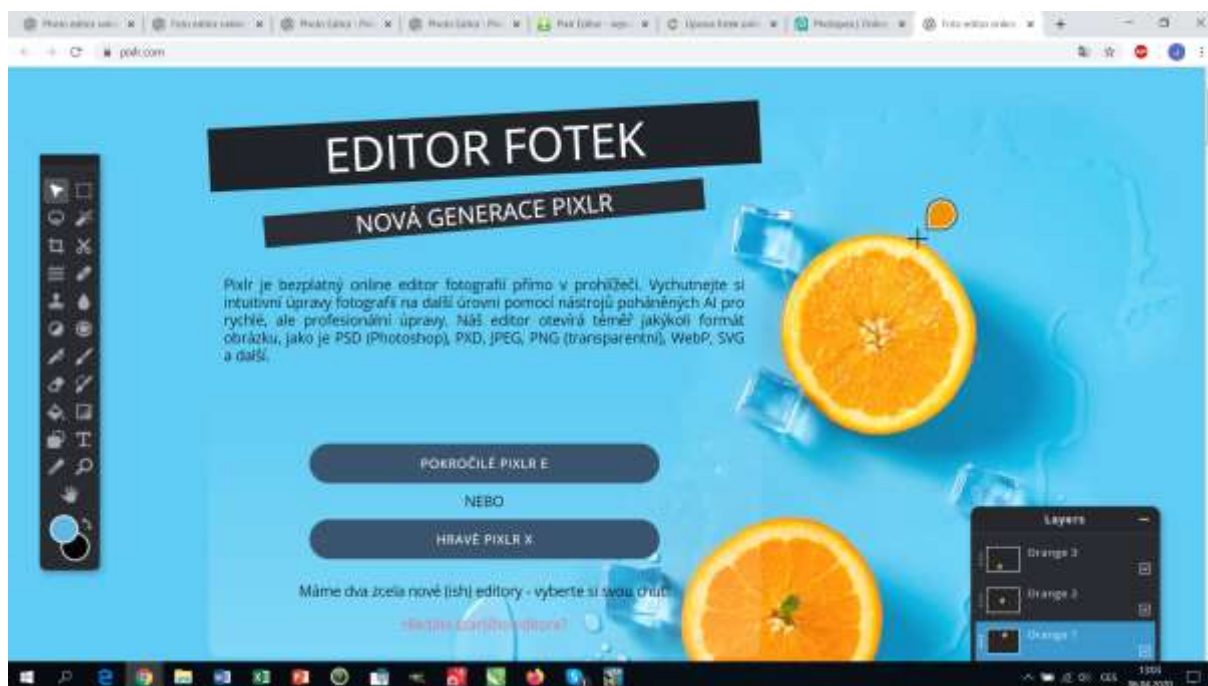 pixlr.com
EDITOR FOTEK
NOVÁ GENERACE PIXLR
Pixlr je bezplatný online editor fotografií přímo v prohlížeči. Vychutnejte si
intuitivní úpravy fotografií na další úrovni pomocí nástrojů poháněných AI pro
rychlé, ale profesionální úpravy. Náš editor otevírá téměř jakýkoli formát
obrázku, jako je PSD (Photoshop), PXD, JPEG, PNG (transparentní), WebP, SVG
a další.
POKROČILÉ PIXLR E
NEBO
HRAVÉ PIXLR X
Máme dva zcela nové (ish) editory - vyberte si svou chuť!
Layers
Orange 3
Orange 2
Orange 1
CES
13:03